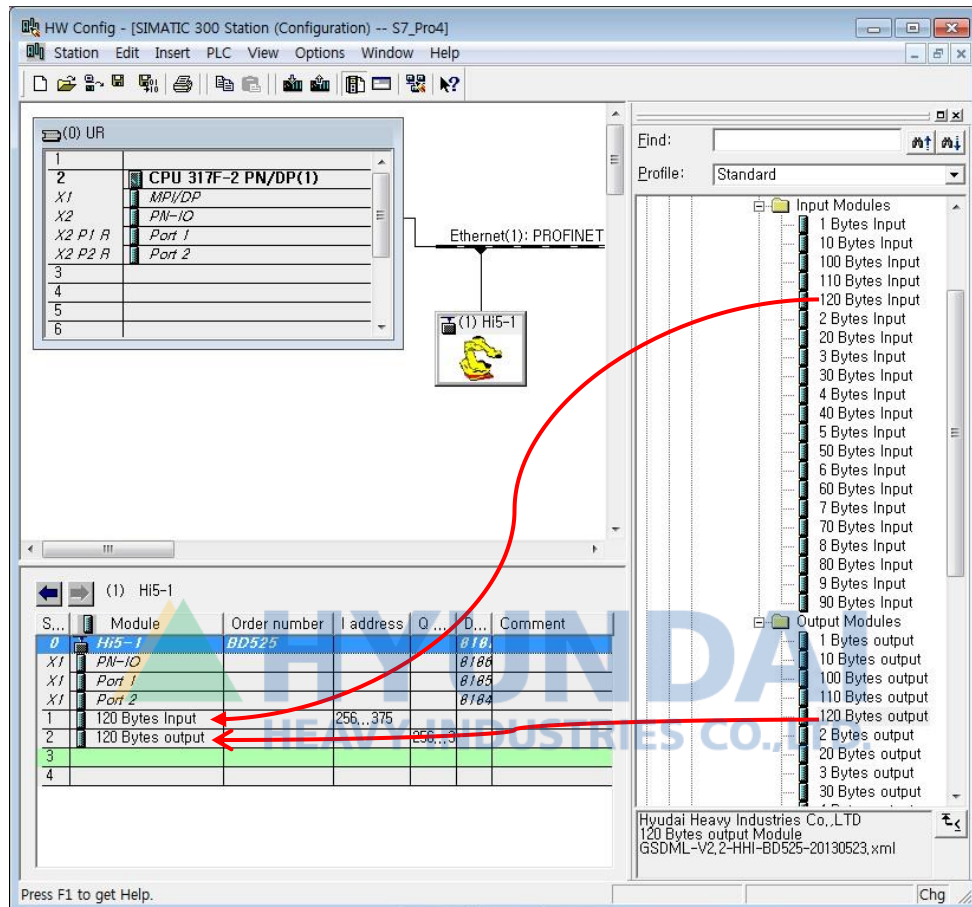 HW Config - [SIMATIC 300 Station (Configuration) -- S7_Pro4]
Station Edit Insert PLC View Options Window Help
(0) UR
1
2 CPU 317F-2 PN/DP(1)
X1 MPI/DP
X2 PN-IO
X2 P1 R Port 1
X2 P2 R Port 2
3
4
5
6
Ethernet(1): PROFINET
(1) Hi5-1
Find:
Profile: Standard
Input Modules
1 Bytes Input
10 Bytes Input
100 Bytes Input
110 Bytes Input
120 Bytes Input
2 Bytes Input
20 Bytes Input
3 Bytes Input
30 Bytes Input
4 Bytes Input
40 Bytes Input
5 Bytes Input
50 Bytes Input
6 Bytes Input
60 Bytes Input
7 Bytes Input
70 Bytes Input
8 Bytes Input
80 Bytes Input
9 Bytes Input
90 Bytes Input
Output Modules
1 Bytes output
10 Bytes output
100 Bytes output
110 Bytes output
120 Bytes output
2 Bytes output
20 Bytes output
3 Bytes output
30 Bytes output
(1) Hi5-1
S... Module Order number I address Q ... D... Comment
0 Hi5-1 BD525
X1 PN-IO 8186
X1 Port 1 8185
X1 Port 2 8184
1 120 Bytes Input 256...375
2 120 Bytes output
3
4
HYUNDAI
HEAVY INDUSTRIES CO.,LTD.
Hyudai Heavy Industries Co,,LTD
120 Bytes output Module
GSDML-V2,2-HHI-BD525-20130523,xml
Press F1 to get Help.
Chg